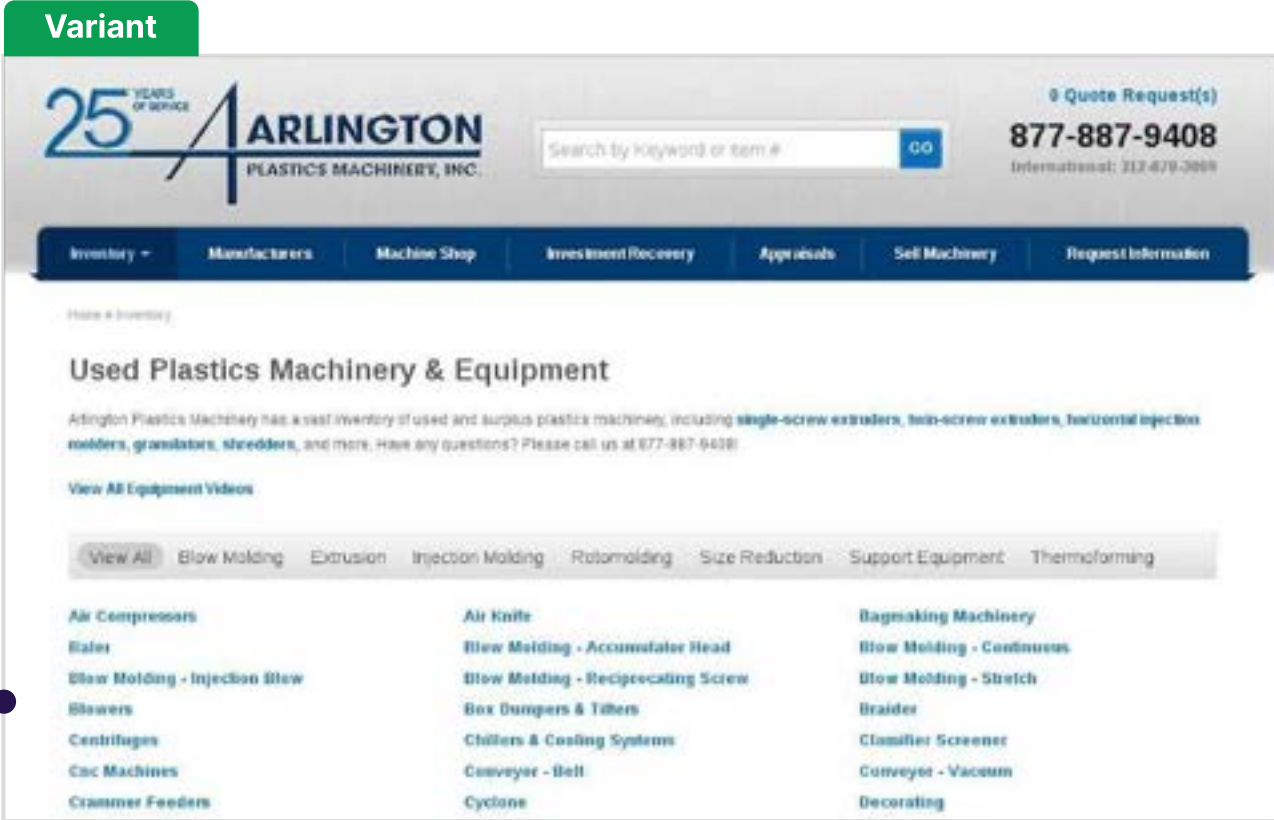 Variant
25 YEARS OF SERVICE
ARLINGTON
PLASTICS MACHINERY, INC.
Search by Keyword or Item #
GO
0 Quote Request(s)
877-887-9408
International:
Inventory
Manufacturers
Machine Shop
Investment Recovery
Appraisals
Sell Machinery
Request Information
Home » Inventory
Used Plastics Machinery & Equipment
Arlington Plastics Machinery has a vast inventory of used and surplus plastics machinery, including single-screw extruders, twin-screw extruders, horizontal injection
molders, granulators, shredders, and more. Have any questions? Please call us at 877-887-9408!
View All Equipment Videos
View All Blow Molding Extrusion Injection Molding Rotomolding Size Reduction Support Equipment Thermoforming
Air Compressors Air Knife Bagmaking Machinery
Baler Blow Molding - Accumulator Head Blow Molding - Continuous
Blow Molding - Injection Blow Blow Molding - Reciprocating Screw Blow Molding - Stretch
Blowers Box Dumpers & Tilters Braider
Centrifuges Chillers & Cooling Systems Classifier Screener
Cnc Machines Conveyor - Belt Conveyor - Vacuum
Crammer Feeders Cyclone Decorating